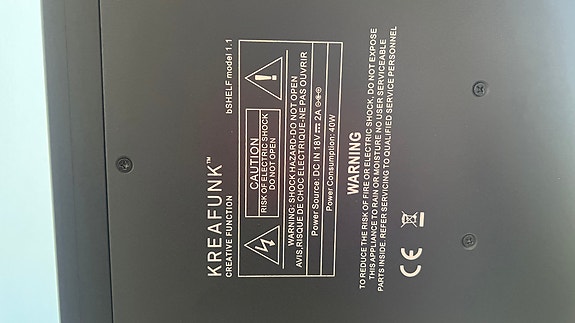 KREAFUNK™
CREATIVE FUNCTION
bSHELF model 1.1
CAUTION
RISK OF ELECTRIC SHOCK
DO NOT OPEN
WARNING: SHOCK HAZARD-DO NOT OPEN
AVIS,RISQUE DE CHOC ELECTRIQUE-NE PAS OUVRIR
Power Source: DC IN 18V⎓ 2A
Power Consumption: 40W
WARNING
TO REDUCE THE RISK OF FIRE OR ELECTRIC SHOCK, DO NOT EXPOSE
THIS APPLIANCE TO RAIN OR MOISTURE NO USER SERVICEABLE
PARTS INSIDE. REFER SERVICING TO QUALIFIED SERVICE PERSONNEL
CE